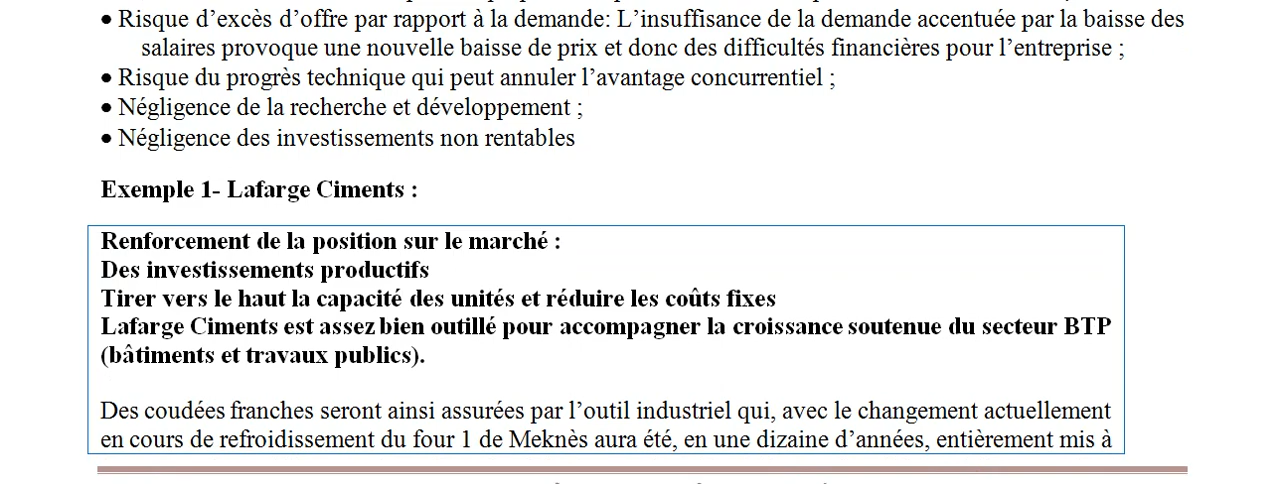 • Risque d’excès d’offre par rapport à la demande: L’insuffisance de la demande accentuée par la baisse des
salaires provoque une nouvelle baisse de prix et donc des difficultés financières pour l’entreprise ;
• Risque du progrès technique qui peut annuler l’avantage concurrentiel ;
• Négligence de la recherche et développement ;
• Négligence des investissements non rentables
Exemple 1- Lafarge Ciments :
Renforcement de la position sur le marché :
Des investissements productifs
Tirer vers le haut la capacité des unités et réduire les coûts fixes
Lafarge Ciments est assez bien outillé pour accompagner la croissance soutenue du secteur BTP
(bâtiments et travaux publics).
Des coudées franches seront ainsi assurées par l’outil industriel qui, avec le changement actuellement
en cours de refroidissement du four 1 de Meknès aura été, en une dizaine d’années, entièrement mis à